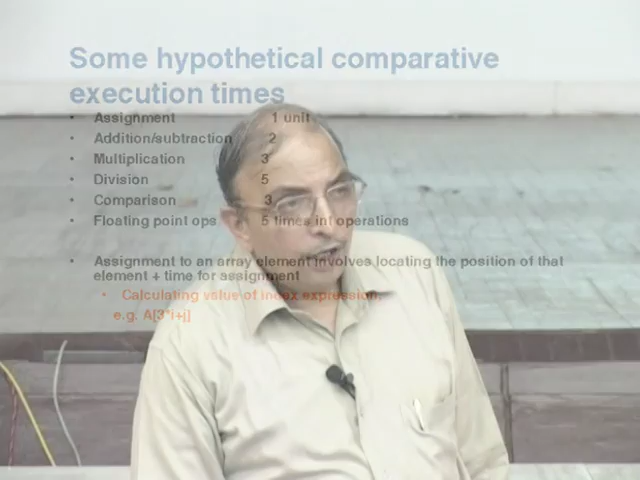 Some hypothetical comparative
execution times
• Assignment 1 unit
• Addition/subtraction 2
• Multiplication 3
• Division 5
• Comparison 3
• Floating point ops 5 times int operations
• Assignment to an array element involves locating the position of that
element + time for assignment
• Calculating value of index expression,
e.g. A[3*i+j]